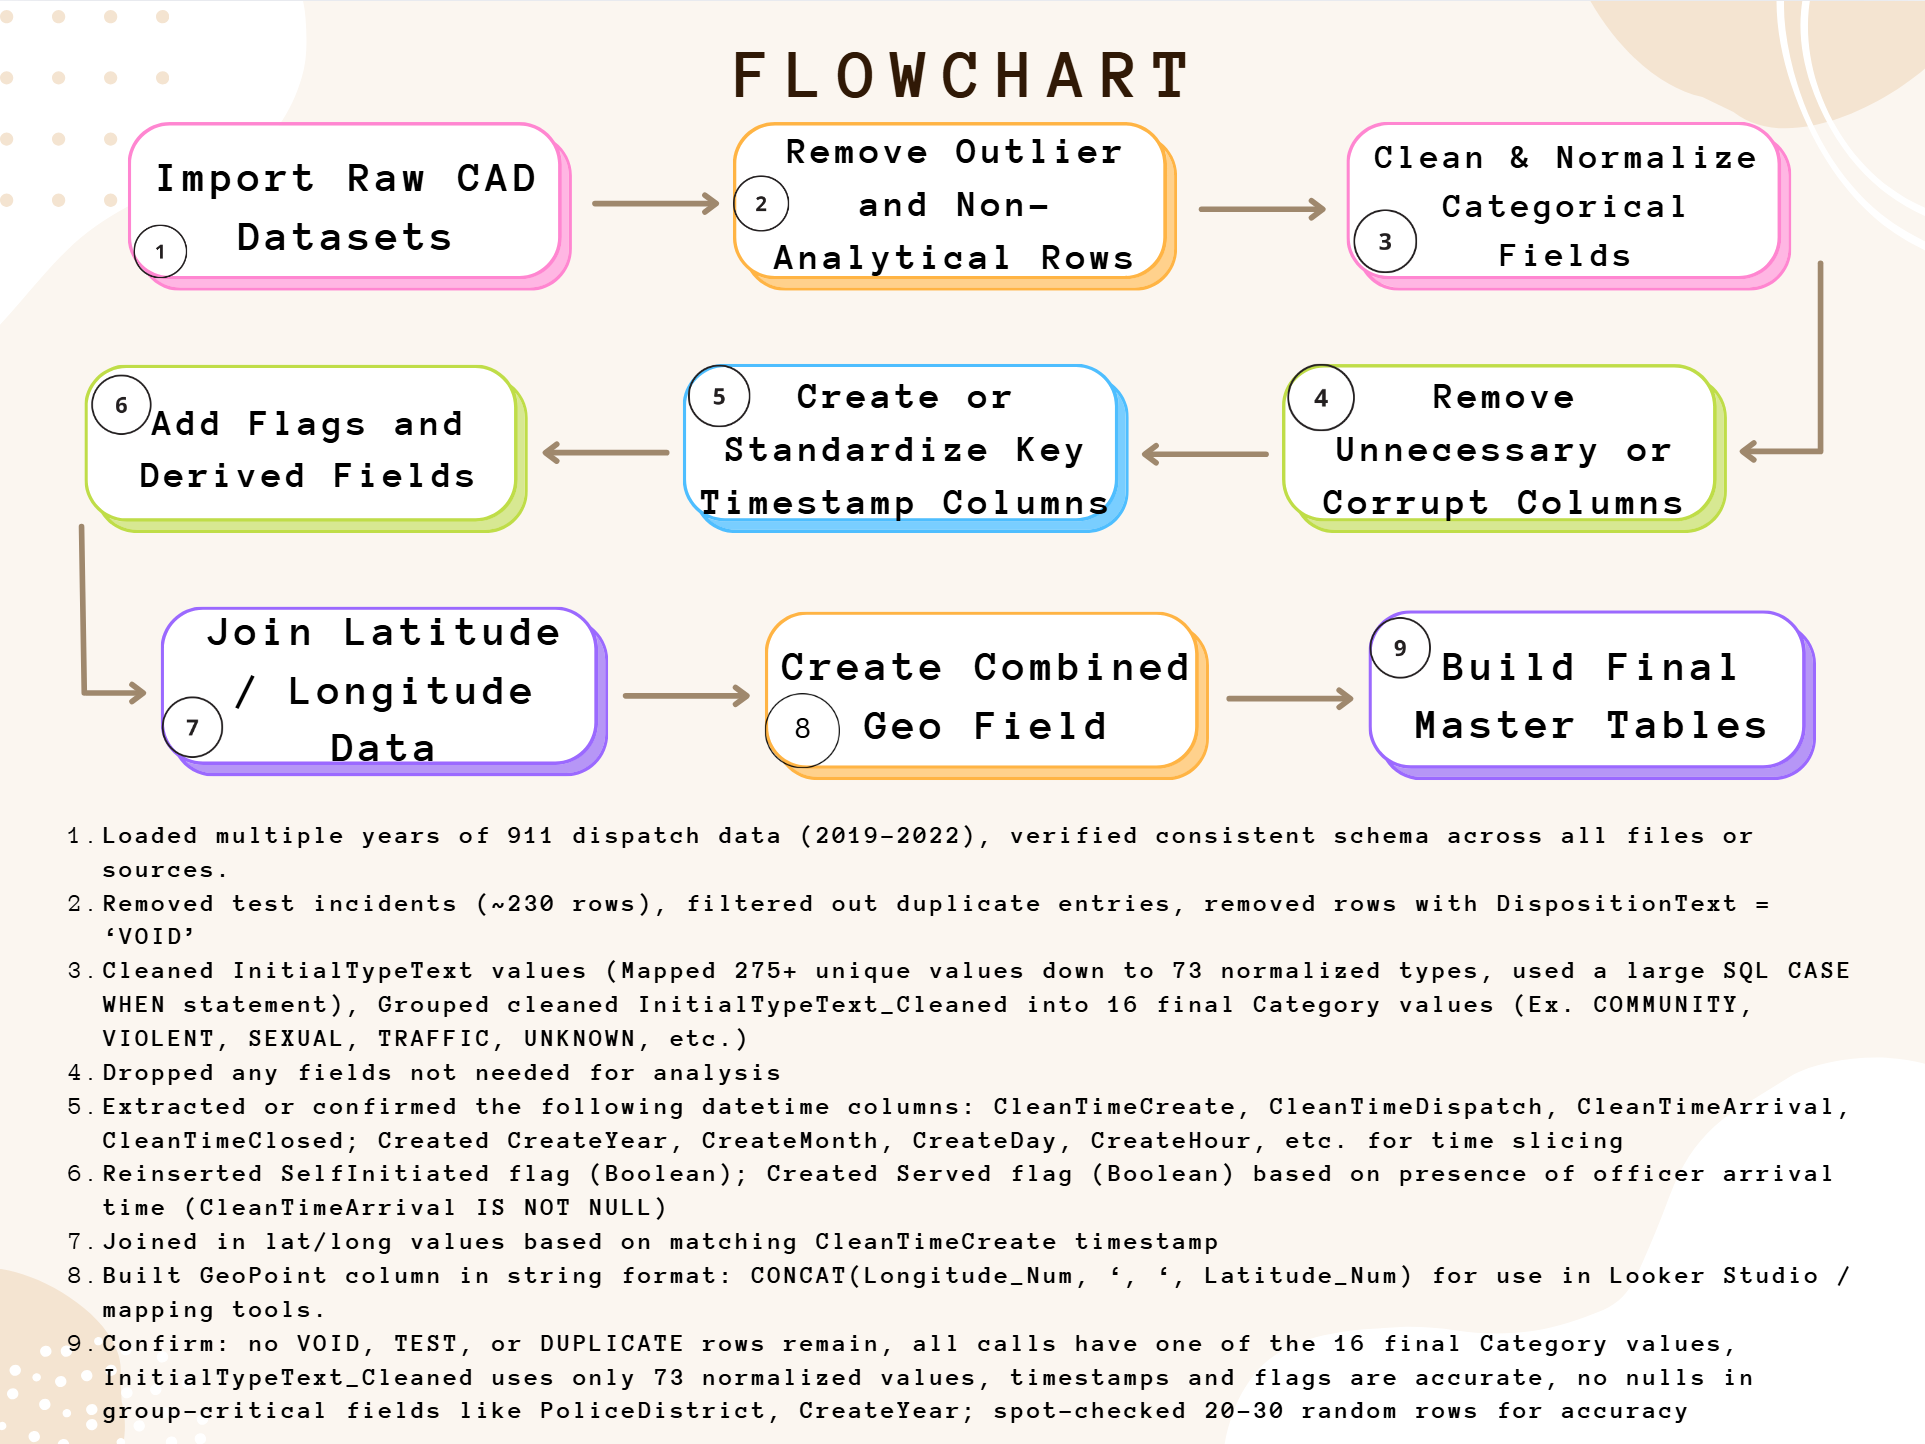 FLOWCHART
Import Raw CAD
Datasets
1
Remove Outlier
and Non-
Analytical Rows
2
Clean & Normalize
Categorical
Fields
3
4
Remove
Unnecessary or
Corrupt Columns
5
Create or
Standardize Key
Timestamp Columns
6
Add Flags and
Derived Fields
Join Latitude
/ Longitude
Data
7
Create Combined
Geo Field
8
9
Build Final
Master Tables
1. Loaded multiple years of 911 dispatch data (2019-2022), verified consistent schema across all files or
sources.
2. Removed test incidents (~230 rows), filtered out duplicate entries, removed rows with DispositionText =
‘VOID’
3. Cleaned InitialTypeText values (Mapped 275+ unique values down to 73 normalized types, used a large SQL CASE
WHEN statement), Grouped cleaned InitialTypeText_Cleaned into 16 final Category values (Ex. COMMUNITY,
VIOLENT, SEXUAL, TRAFFIC, UNKNOWN, etc.)
4. Dropped any fields not needed for analysis
5. Extracted or confirmed the following datetime columns: CleanTimeCreate, CleanTimeDispatch, CleanTimeArrival,
CleanTimeClosed; Created CreateYear, CreateMonth, CreateDay, CreateHour, etc. for time slicing
6. Reinserted SelfInitiated flag (Boolean); Created Served flag (Boolean) based on presence of officer arrival
time (CleanTimeArrival IS NOT NULL)
7. Joined in lat/long values based on matching CleanTimeCreate timestamp
8. Built GeoPoint column in string format: CONCAT(Longitude_Num, ‘, ‘, Latitude_Num) for use in Looker Studio /
mapping tools.
9. Confirm: no VOID, TEST, or DUPLICATE rows remain, all calls have one of the 16 final Category values,
InitialTypeText_Cleaned uses only 73 normalized values, timestamps and flags are accurate, no nulls in
group-critical fields like PoliceDistrict, CreateYear; spot-checked 20-30 random rows for accuracy